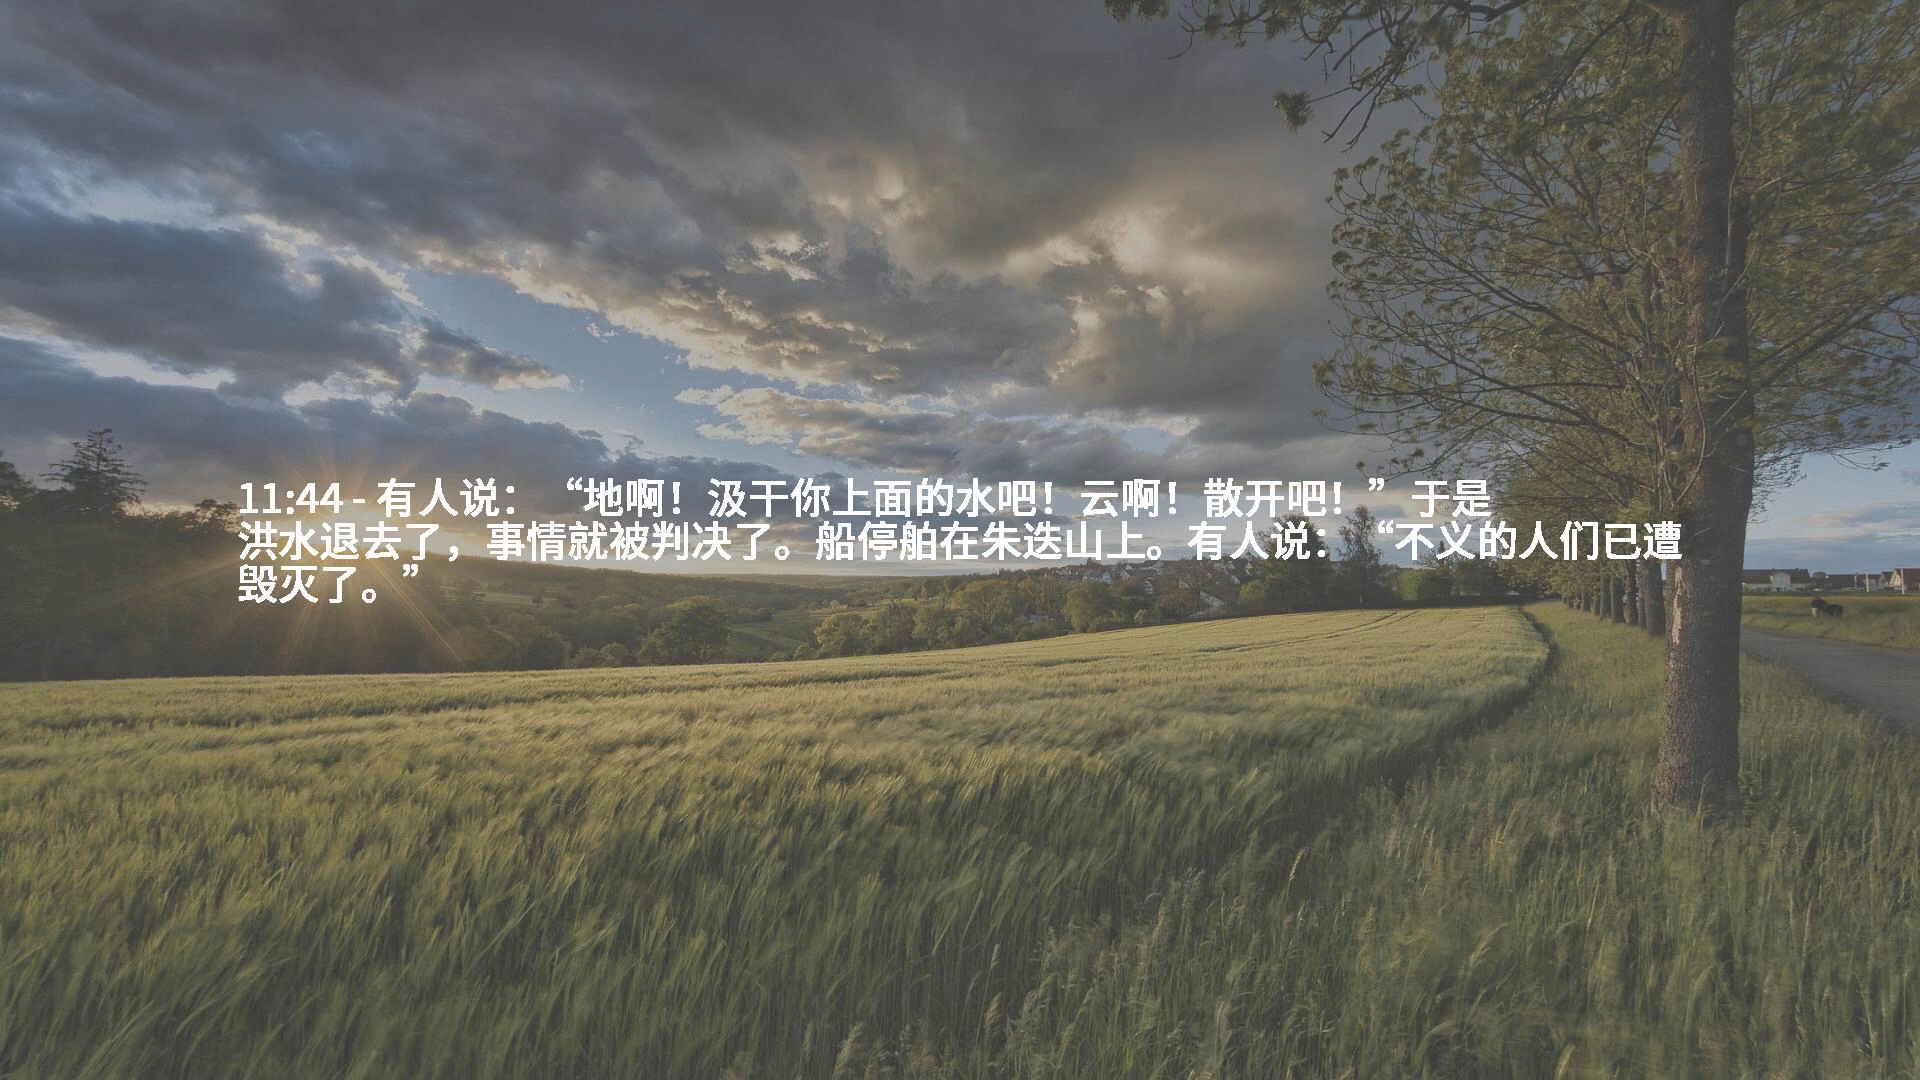 11:44 - 有人说：“地啊！汲干你上面的水吧！云啊！散开吧！” 于是
洪水退去了，事情就被判决了。船停舶在朱迭山上。有人说：“不义的人们已遭
毁灭了。”